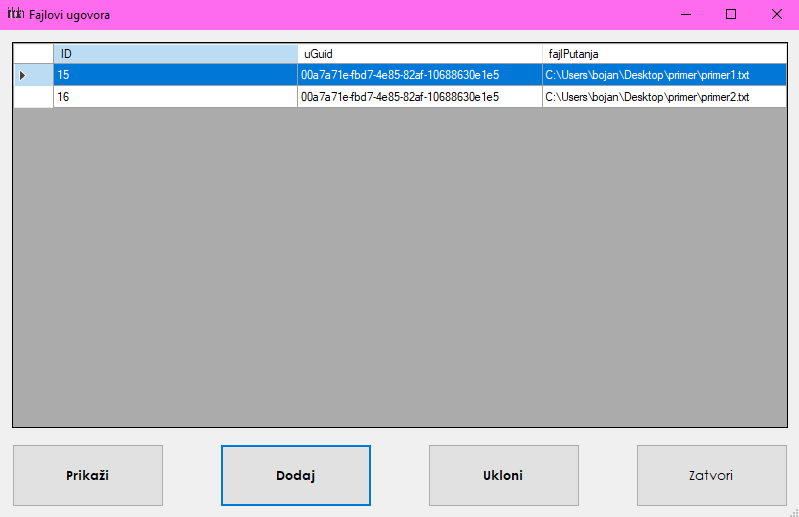 Fajlovi ugovora
ID uGuid fajlPutanja
15 00a7a71e-fbd7-4e85-82af-10688630e1e5 C:\Users\bojan\Desktop\primer\primer1.txt
16 00a7a71e-fbd7-4e85-82af-10688630e1e5 C:\Users\bojan\Desktop\primer\primer2.txt
Prikaži Dodaj Ukloni Zatvori